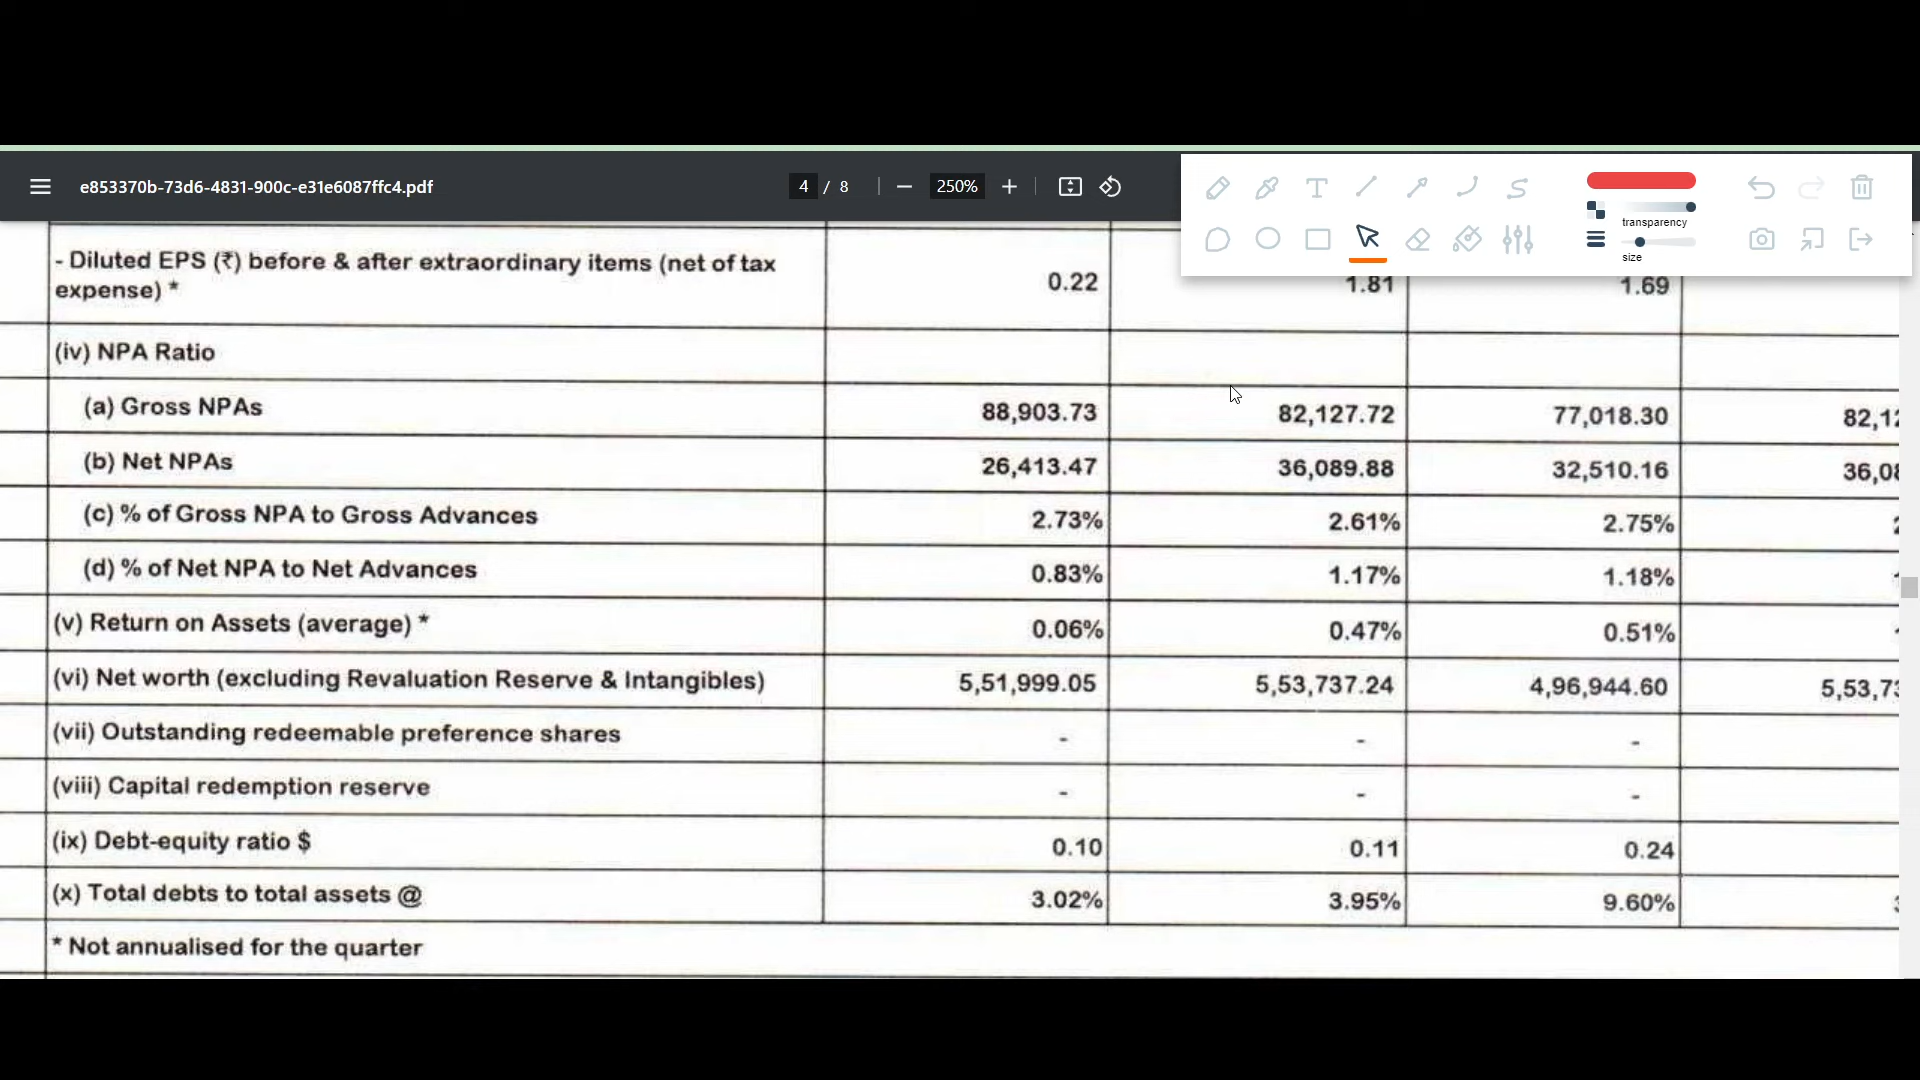 e853370b-73d6-4831-900c-e31e6087ffc4.pdf 4 / 8 250%
transparency
size
- Diluted EPS (₹) before & after extraordinary items (net of tax expense) * 0.22 1.81 1.69
(iv) NPA Ratio
(a) Gross NPAs 88,903.73 82,127.72 77,018.30 82,12
(b) Net NPAs 26,413.47 36,089.88 32,510.16 36,08
(c) % of Gross NPA to Gross Advances 2.73% 2.61% 2.75%
(d) % of Net NPA to Net Advances 0.83% 1.17% 1.18%
(v) Return on Assets (average) * 0.06% 0.47% 0.51%
(vi) Net worth (excluding Revaluation Reserve & Intangibles) 5,51,999.05 5,53,737.24 4,96,944.60 5,53,73
(vii) Outstanding redeemable preference shares - - -
(viii) Capital redemption reserve - - -
(ix) Debt-equity ratio $ 0.10 0.11 0.24
(x) Total debts to total assets @ 3.02% 3.95% 9.60%
* Not annualised for the quarter